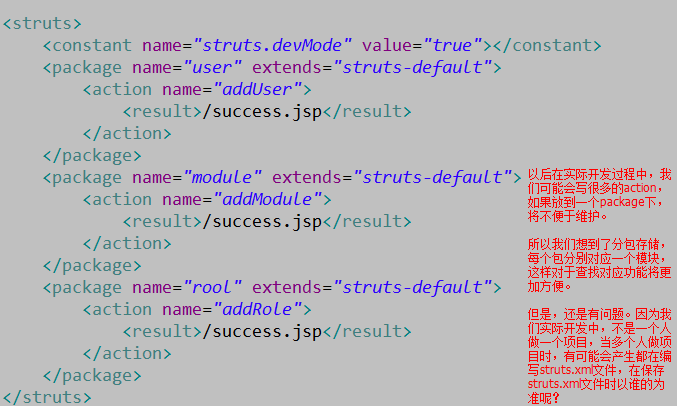 <struts>
<constant name="struts.devMode" value="true"></constant>
<package name="user" extends="struts-default">
<action name="addUser">
<result>/success.jsp</result>
</action>
</package>
<package name="module" extends="struts-default">
<action name="addModule">
<result>/success.jsp</result>
</action>
</package>
<package name="rool" extends="struts-default">
<action name="addRole">
<result>/success.jsp</result>
</action>
</package>
</struts>
以后在实际开发过程中，我
们可能会写很多的action，
如果放到一个package下，
将不便于维护。
所以我们想到了分包存储，
每个包分别对应一个模块，
这样对于查找对应功能将更
加方便。
但是，还是有问题。因为我
们实际开发中，不是一个人
做一个项目，当多个人做项
目时，有可能会产生都在编
写struts.xml文件，在保存
struts.xml文件时以谁的为
准呢？